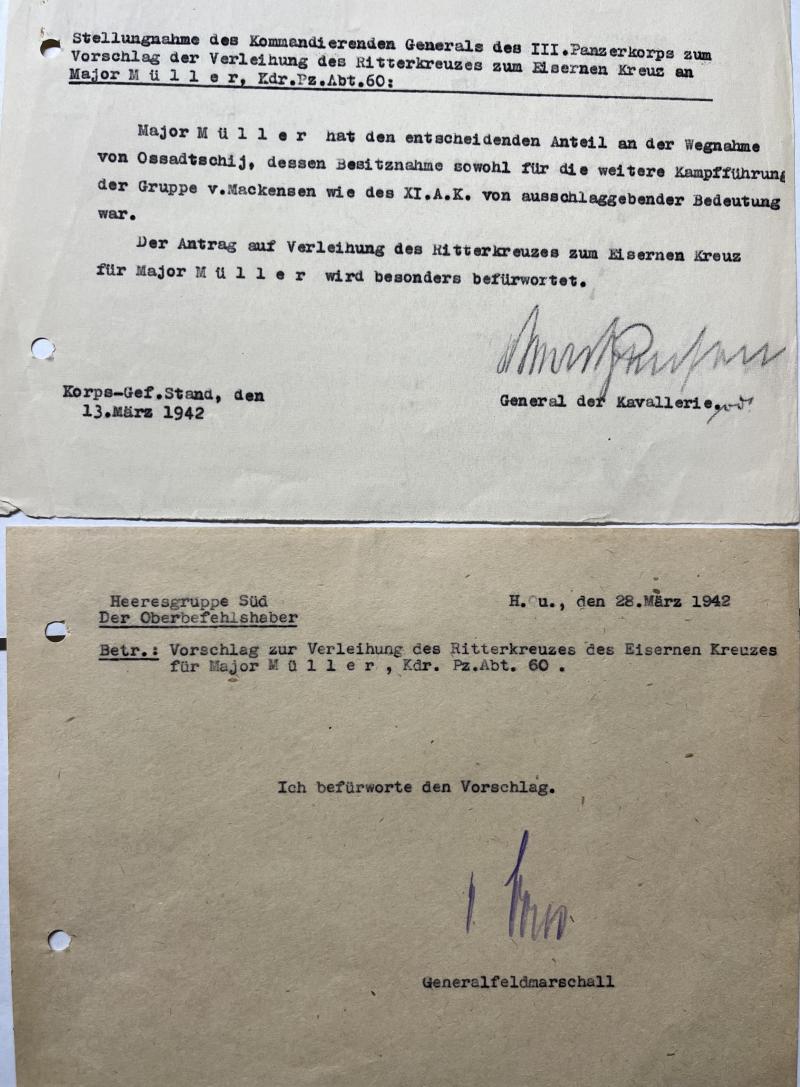 Stellungnahme des Kommandierenden Generals des III.Panzerkorps zum
Vorschlag der Verleihung des Ritterkreuzes zum Eisernen Kreuz an
Major M ü l l e r, Kdr.Pz.Abt.60:
Major M ü l l e r hat den entscheidenden Anteil an der Wegnahme
von Ossadtschij, dessen Besitznahme sowohl für die weitere Kampfführung
der Gruppe v.Mackensen wie des XI.A.K. von ausschlaggebender Bedeutung
war.
Der Antrag auf Verleihung des Ritterkreuzes zum Eisernen Kreuz
für Major M ü l l e r wird besonders befürwortet.
Korps-Gef.Stand, den
13.März 1942
General der Kavallerie.
Heeresgruppe Süd
Der Oberbefehlshaber
H. u., den 28.März 1942
Betr.: Vorschlag zur Verleihung des Ritterkreuzes des Eisernen Kreuzes
für Major M ü l l e r , Kdr. Pz.Abt. 60 .
Ich befürworte den Vorschlag.
Generalfeldmarschall